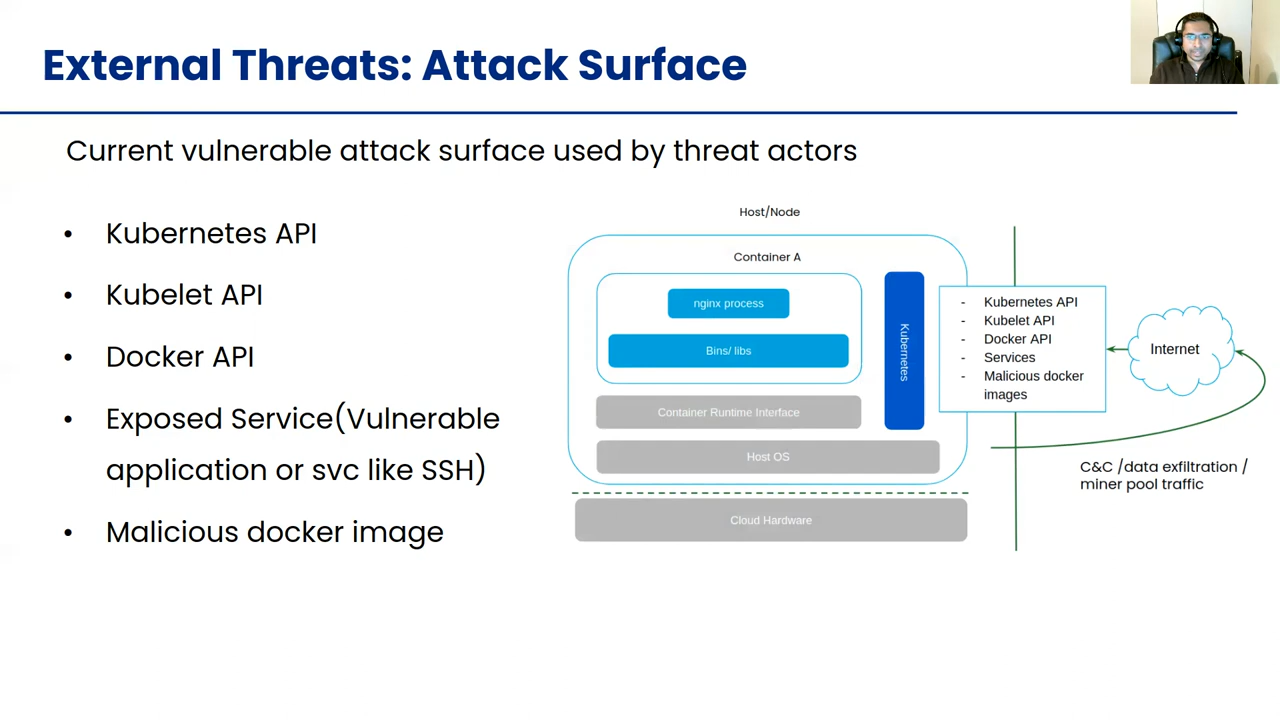 External Threats: Attack Surface
Current vulnerable attack surface used by threat actors
• Kubernetes API
• Kubelet API
• Docker API
• Exposed Service(Vulnerable
application or svc like SSH)
• Malicious docker image
Host/Node
Container A
nginx process
Bins/ libs
Kubernetes
Container Runtime Interface
Host OS
Cloud Hardware
- Kubernetes API
- Kubelet API
- Docker API
- Services
- Malicious docker
images
Internet
C&C /data exfiltration /
miner pool traffic